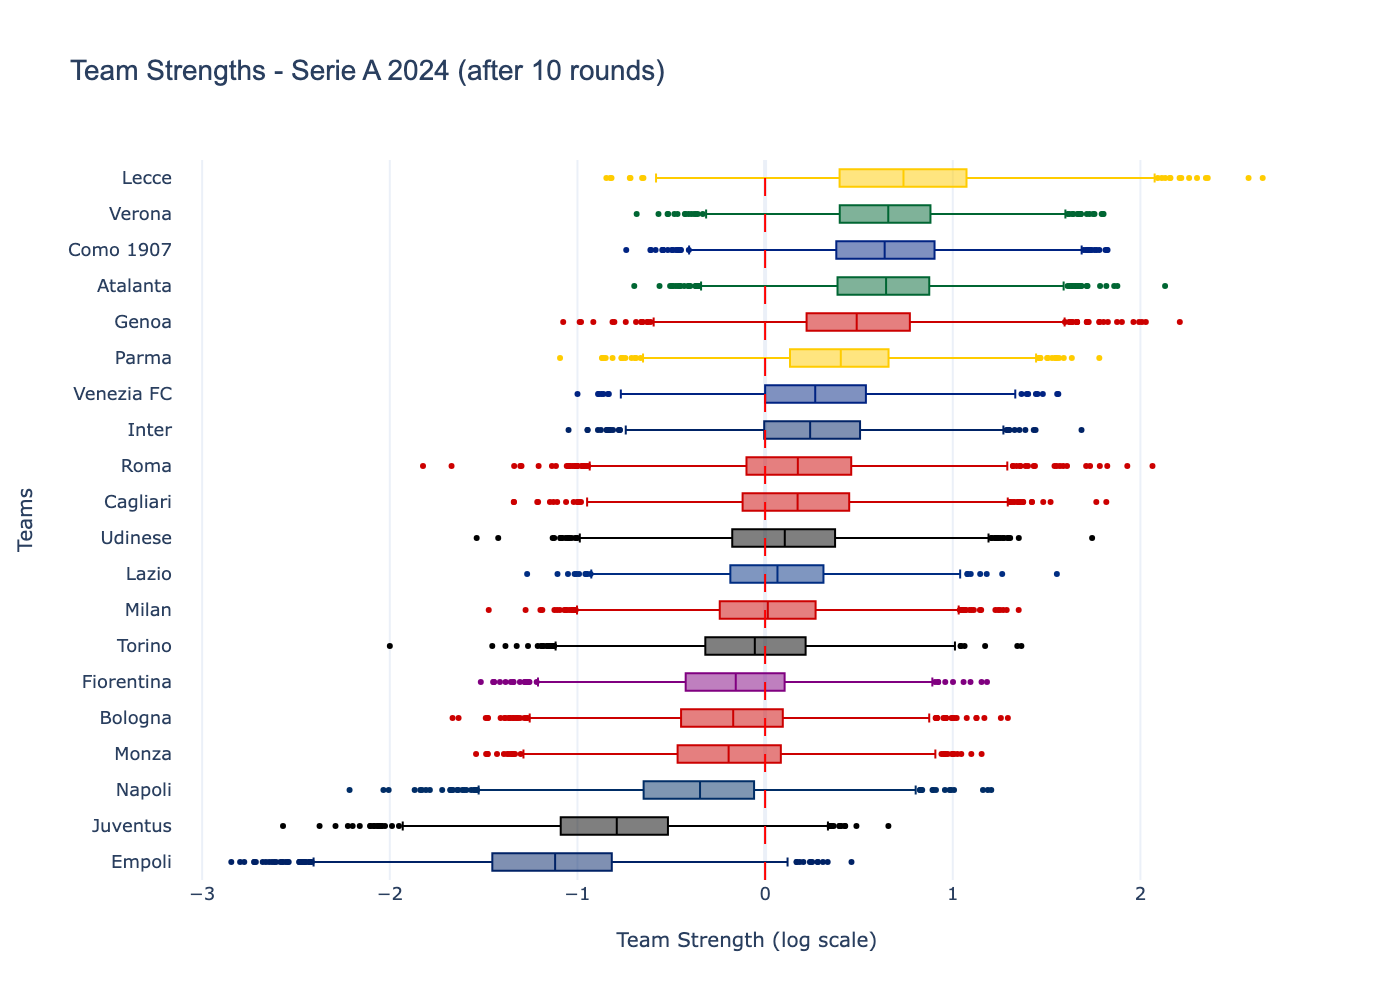 Team Strengths - Serie A 2024 (after 10 rounds)
Lecce
Verona
Como 1907
Atalanta
Genoa
Parma
Venezia FC
Inter
Roma
Cagliari
Udinese
Lazio
Milan
Torino
Fiorentina
Bologna
Monza
Napoli
Juventus
Empoli
Teams
−3 −2 −1 0 1 2
Team Strength (log scale)